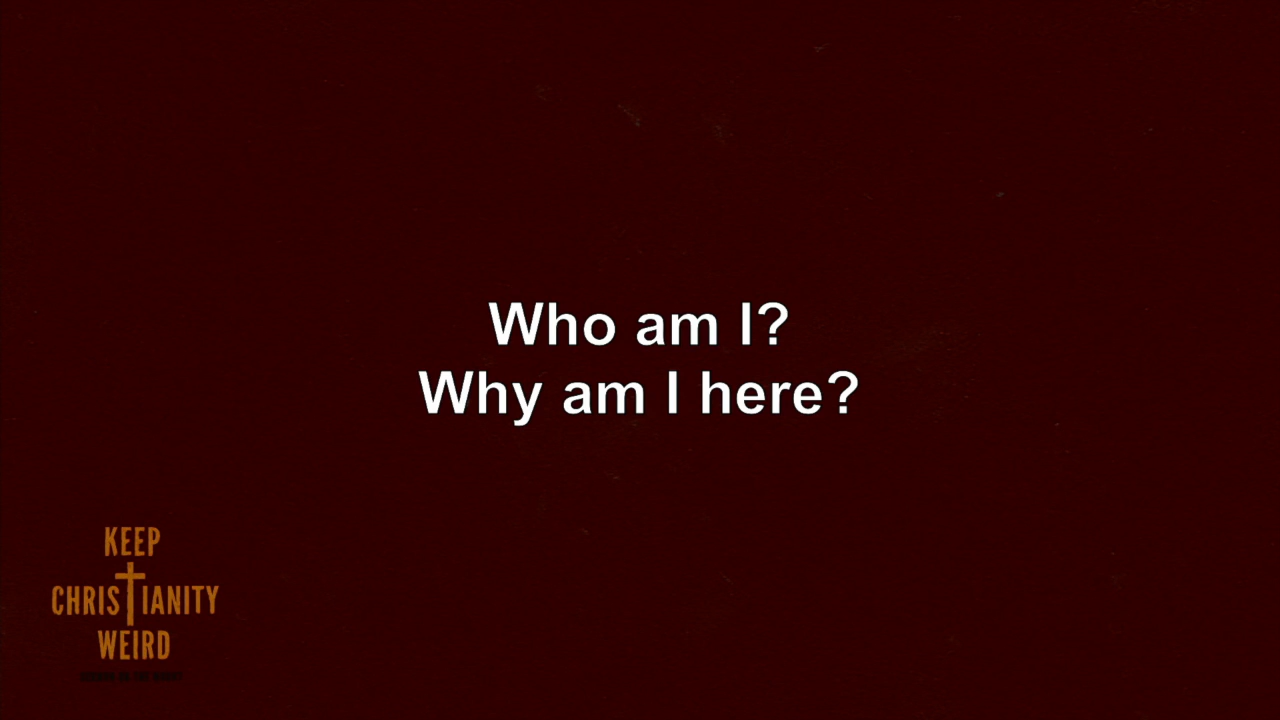 Who am I?
Why am I here?
KEEP
CHRISTIANITY
WEIRD